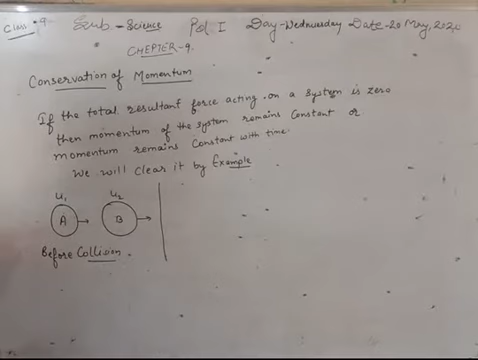 Class - 9. Sub. - Science Pd. I Day - Wednesday Date - 20 May, 2020
CHEPTER - 9.
Conservation of Momentum
If the total resultant force acting on a system is zero
then momentum of the system remains Constant or
momentum remains Constant with time.
We will clear it by Example
u1 u2
A B
Before Collision.